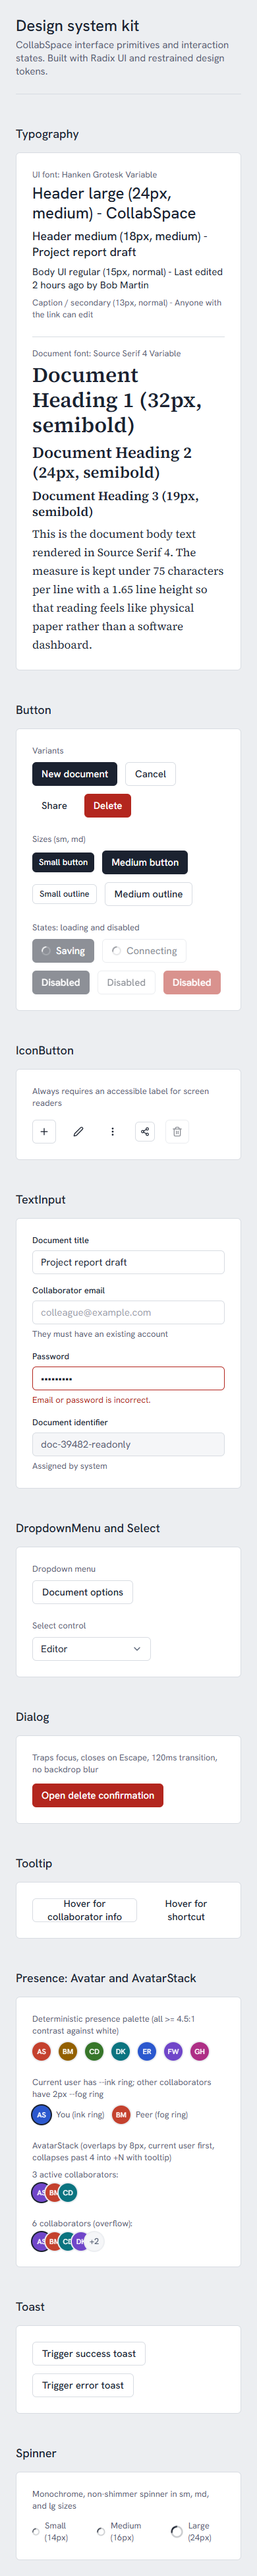 Design system kit
CollabSpace interface primitives and interaction
states. Built with Radix UI and restrained design
tokens.
Typography
UI font: Hanken Grotesk Variable
Header large (24px,
medium) - CollabSpace
Header medium (18px, medium) -
Project report draft
Body UI regular (15px, normal) - Last edited
2 hours ago by Bob Martin
Caption / secondary (13px, normal) - Anyone with
the link can edit
Document font: Source Serif 4 Variable
Document
Heading 1 (32px,
semibold)
Document Heading 2
(24px, semibold)
Document Heading 3 (19px,
semibold)
This is the document body text
rendered in Source Serif 4. The
measure is kept under 75 characters
per line with a 1.65 line height so
that reading feels like physical
paper rather than a software
dashboard.
Button
Variants
New document Cancel
Share Delete
Sizes (sm, md)
Small button Medium button
Small outline Medium outline
States: loading and disabled
Saving Connecting
Disabled Disabled Disabled
IconButton
Always requires an accessible label for screen
readers
TextInput
Document title
Project report draft
Collaborator email
colleague@example.com
They must have an existing account
Password
•••••••••
Email or password is incorrect.
Document identifier
doc-39482-readonly
Assigned by system
DropdownMenu and Select
Dropdown menu
Document options
Select control
Editor
Dialog
Traps focus, closes on Escape, 120ms transition,
no backdrop blur
Open delete confirmation
Tooltip
Hover for
collaborator info
Hover for
shortcut
Presence: Avatar and AvatarStack
Deterministic presence palette (all >= 4.5:1
contrast against white)
AS BM CD DK ER FW GH
Current user has --ink ring; other collaborators
have 2px --fog ring
AS You (ink ring) BM Peer (fog ring)
AvatarStack (overlaps by 8px, current user first,
collapses past 4 into +N with tooltip)
3 active collaborators:
AS BM CD
6 collaborators (overflow):
AS BM CD DK +2
Toast
Trigger success toast
Trigger error toast
Spinner
Monochrome, non-shimmer spinner in sm, md,
and lg sizes
Small
(14px)
Medium
(16px)
Large
(24px)